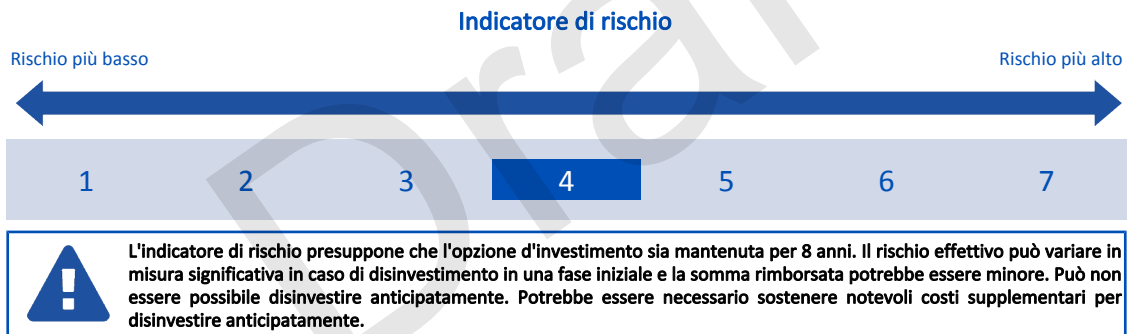 Indicatore di rischio
Rischio più basso
Rischio più alto
1 2 3 4 5 6 7
L'indicatore di rischio presuppone che l'opzione d'investimento sia mantenuta per 8 anni. Il rischio effettivo può variare in
misura significativa in caso di disinvestimento in una fase iniziale e la somma rimborsata potrebbe essere minore. Può non
essere possibile disinvestire anticipatamente. Potrebbe essere necessario sostenere notevoli costi supplementari per
disinvestire anticipatamente.